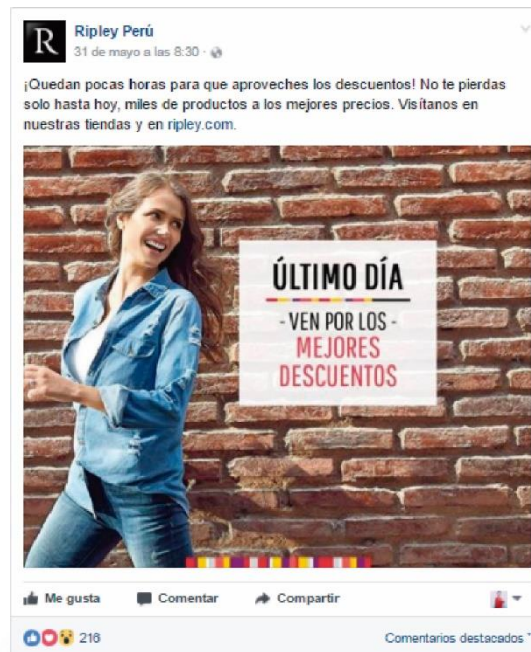 R
Ripley Perú
31 de mayo a las 8:30 ·
¡Quedan pocas horas para que aproveches los descuentos! No te pierdas
solo hasta hoy, miles de productos a los mejores precios. Visítanos en
nuestras tiendas y en ripley.com.
ÚLTIMO DÍA
- VEN POR LOS -
MEJORES
DESCUENTOS
Me gusta Comentar Compartir
216 Comentarios destacados